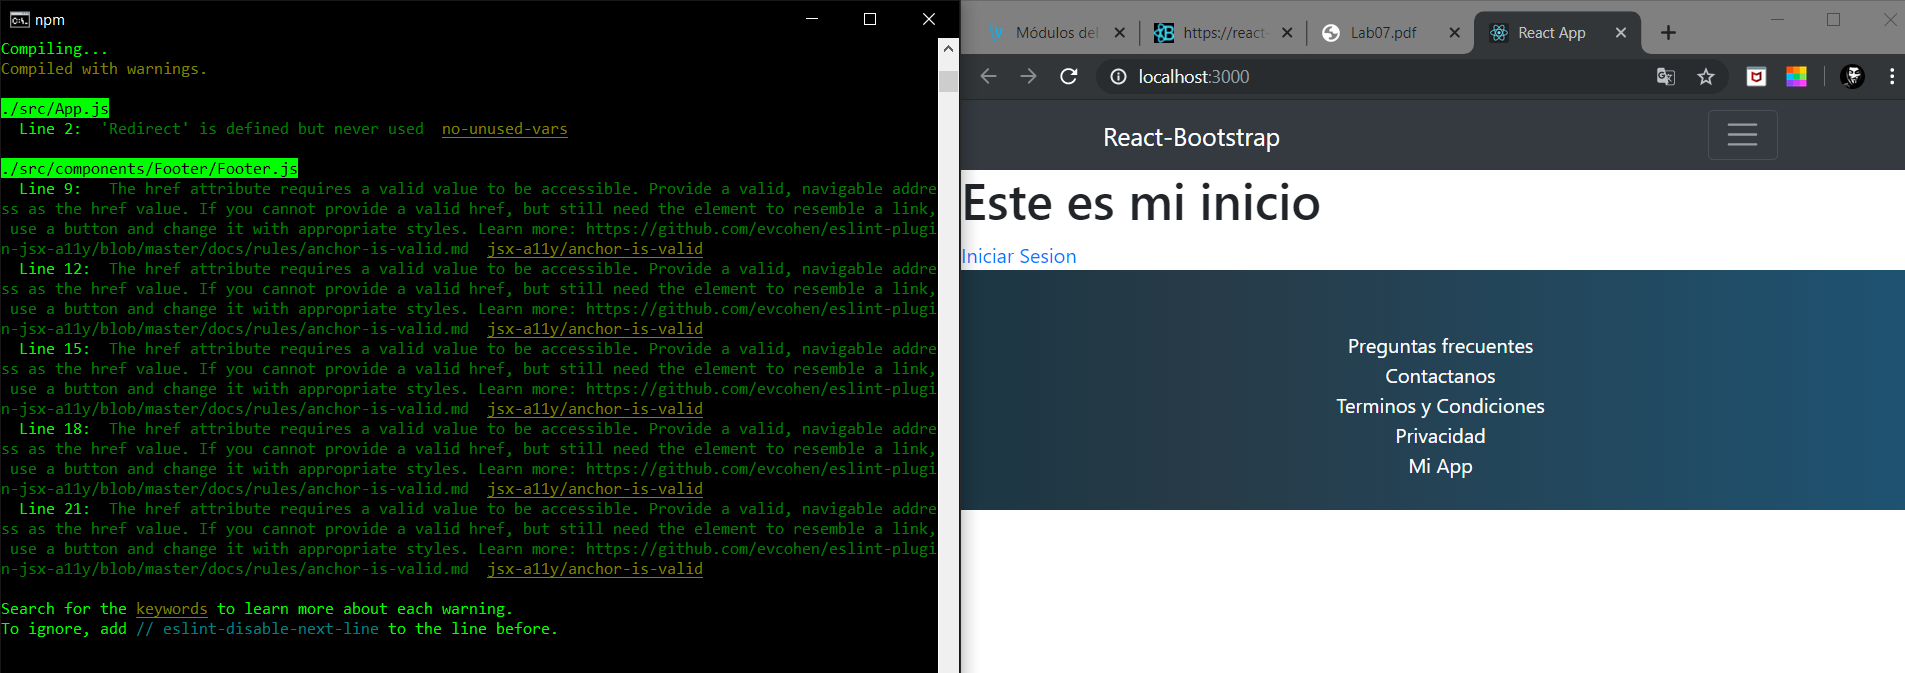 npm
Compiling...
Compiled with warnings.
./src/App.js
Line 2:  'Redirect' is defined but never used  no-unused-vars
./src/components/Footer/Footer.js
Line 9:   The href attribute requires a valid value to be accessible. Provide a valid, navigable addre
ss as the href value. If you cannot provide a valid href, but still need the element to resemble a link,
use a button and change it with appropriate styles. Learn more: https://github.com/evcohen/eslint-plugi
n-jsx-a11y/blob/master/docs/rules/anchor-is-valid.md  jsx-a11y/anchor-is-valid
Line 12:  The href attribute requires a valid value to be accessible. Provide a valid, navigable addre
ss as the href value. If you cannot provide a valid href, but still need the element to resemble a link,
use a button and change it with appropriate styles. Learn more: https://github.com/evcohen/eslint-plugi
n-jsx-a11y/blob/master/docs/rules/anchor-is-valid.md  jsx-a11y/anchor-is-valid
Line 15:  The href attribute requires a valid value to be accessible. Provide a valid, navigable addre
ss as the href value. If you cannot provide a valid href, but still need the element to resemble a link,
use a button and change it with appropriate styles. Learn more: https://github.com/evcohen/eslint-plugi
n-jsx-a11y/blob/master/docs/rules/anchor-is-valid.md  jsx-a11y/anchor-is-valid
Line 18:  The href attribute requires a valid value to be accessible. Provide a valid, navigable addre
ss as the href value. If you cannot provide a valid href, but still need the element to resemble a link,
use a button and change it with appropriate styles. Learn more: https://github.com/evcohen/eslint-plugi
n-jsx-a11y/blob/master/docs/rules/anchor-is-valid.md  jsx-a11y/anchor-is-valid
Line 21:  The href attribute requires a valid value to be accessible. Provide a valid, navigable addre
ss as the href value. If you cannot provide a valid href, but still need the element to resemble a link,
use a button and change it with appropriate styles. Learn more: https://github.com/evcohen/eslint-plugi
n-jsx-a11y/blob/master/docs/rules/anchor-is-valid.md  jsx-a11y/anchor-is-valid
Search for the keywords to learn more about each warning.
To ignore, add // eslint-disable-next-line to the line before.
Módulos del
https://react-
Lab07.pdf
React App
localhost:3000
React-Bootstrap
Este es mi inicio
Iniciar Sesion
Preguntas frecuentes
Contactanos
Terminos y Condiciones
Privacidad
Mi App